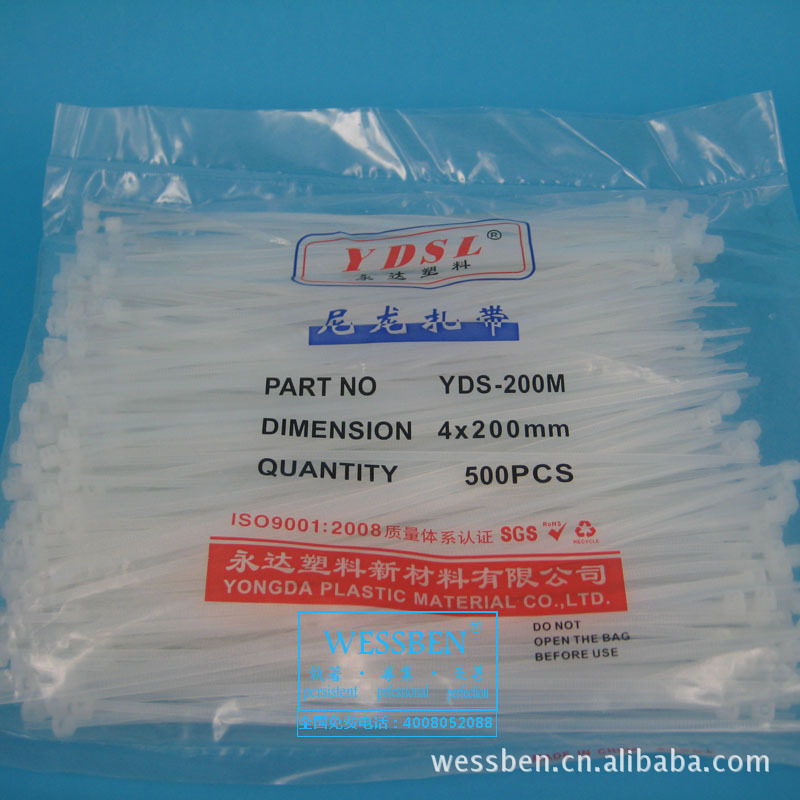 YDSL®
永达塑料
尼龙扎带
PART NO YDS-200M
DIMENSION 4x200mm
QUANTITY 500PCS
ISO9001:2008质量体系认证 SGS RoHS RECYCLE
永达塑料新材料有限公司
YONGDA PLASTIC MATERIAL CO.,LTD.
DO NOT
OPEN THE BAG
BEFORE USE
WESSBEN
persistent
全国免费电话:4008052088
MADE IN
wessben.cn.alibaba.com